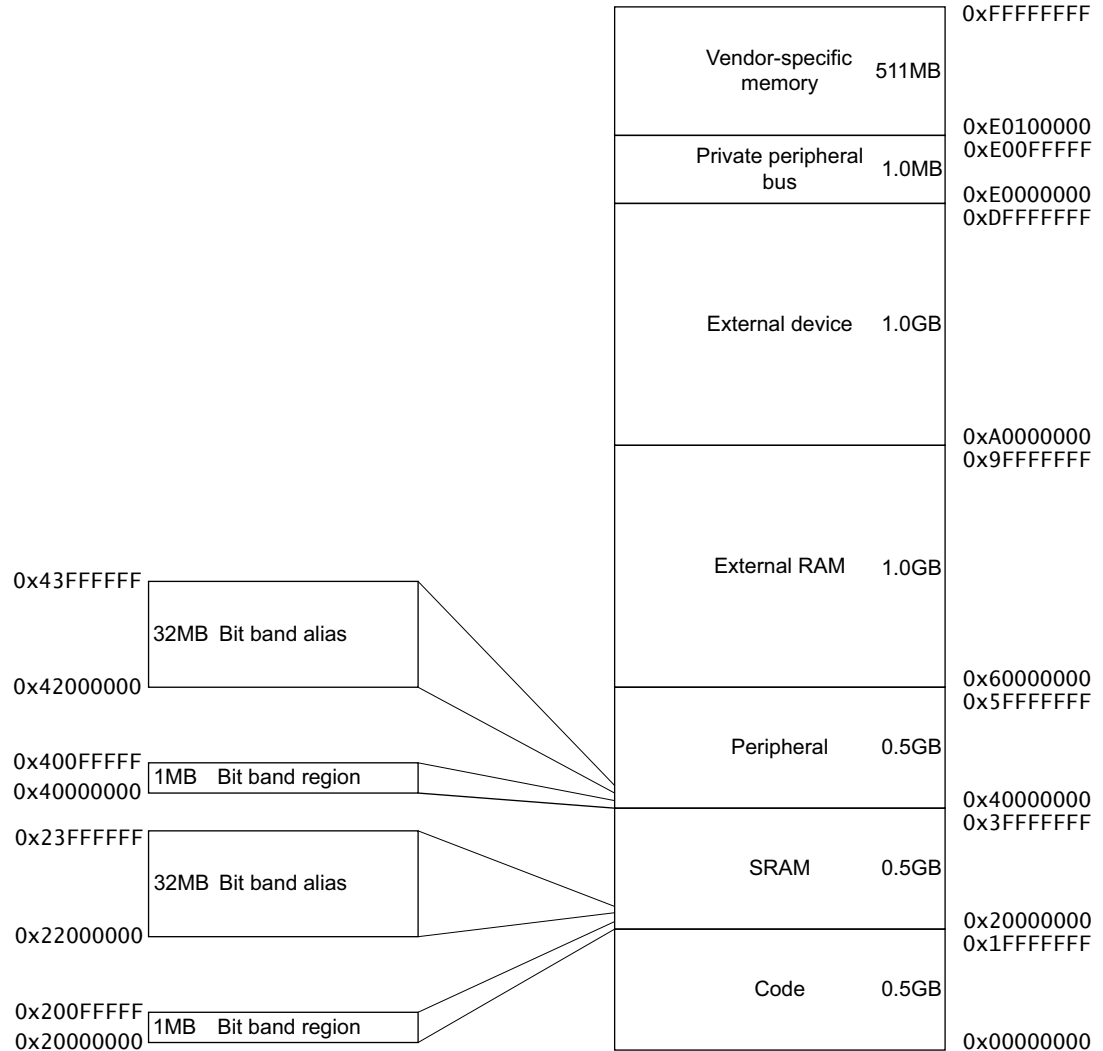 0xFFFFFFFF
Vendor-specific
memory
511MB
0xE0100000
0xE00FFFFF
Private peripheral
bus
1.0MB
0xE0000000
0xDFFFFFFF
External device 1.0GB
0xA0000000
0x9FFFFFFF
External RAM 1.0GB
0x60000000
0x5FFFFFFF
Peripheral 0.5GB
0x40000000
0x3FFFFFFF
SRAM 0.5GB
0x20000000
0x1FFFFFFF
Code 0.5GB
0x00000000
0x43FFFFFF
32MB Bit band alias
0x42000000
0x400FFFFF
1MB Bit band region
0x40000000
0x23FFFFFF
32MB Bit band alias
0x22000000
0x200FFFFF
1MB Bit band region
0x20000000